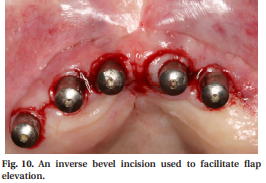 Fig. 10. An inverse bevel incision used to facilitate flap
elevation.